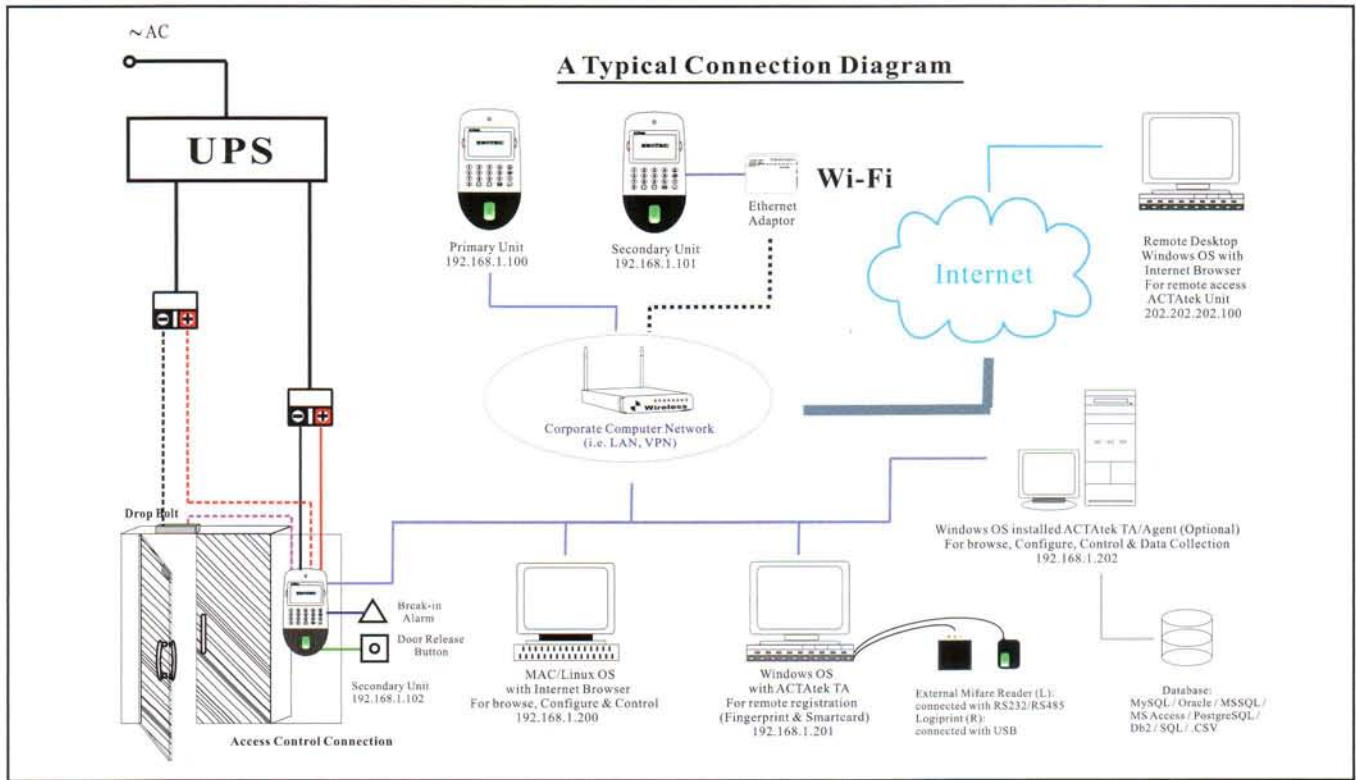 ~AC
A Typical Connection Diagram
UPS
Wi-Fi
Ethernet
Adaptor
Primary Unit
192.168.1.100
Secondary Unit
192.168.1.101
Internet
Remote Desktop
Windows OS with
Internet Browser
For remote access
ACTAtek Unit
202.202.202.100
Wireless
Corporate Computer Network
(i.e. LAN, VPN)
Drop Bolt
Windows OS installed ACTAtek TA/Agent (Optional)
For browse, Configure, Control & Data Collection
192.168.1.202
Break-in
Alarm
Door Release
Button
Secondary Unit
192.168.1.102
Access Control Connection
MAC/Linux OS
with Internet Browser
For browse, Configure & Control
192.168.1.200
Windows OS
with ACTAtek TA
For remote registration
(Fingerprint & Smartcard)
192.168.1.201
External Mifare Reader (L):
connected with RS232/RS485
Logiprint (R):
connected with USB
Database:
MySQL / Oracle / MSSQL /
MS Access / PostgreSQL /
Db2 / SQL / .CSV